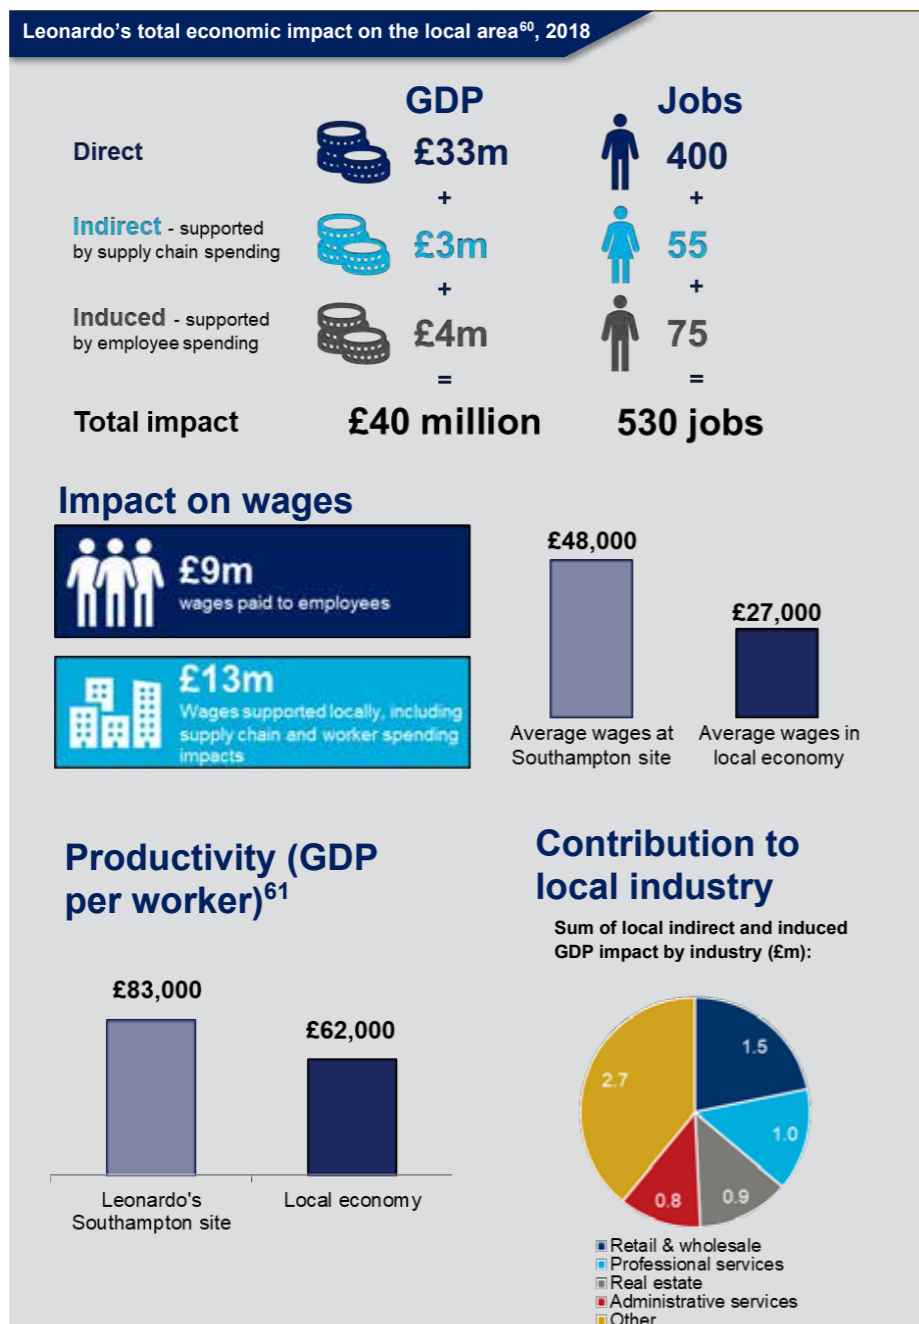 Leonardo's total economic impact on the local area60, 2018
GDP
Jobs
Direct
£33m
400
+
+
Indirect - supported
by supply chain spending
£3m
55
+
+
Induced - supported
by employee spending
£4m
75
=
=
Total impact
£40 million
530 jobs
Impact on wages
£9m
wages paid to employees
£13m
Wages supported locally, including
supply chain and worker spending
impacts
£48,000
£27,000
Average wages at
Southampton site
Average wages in
local economy
Productivity (GDP
per worker)61
£83,000
£62,000
Leonardo's
Southampton site
Local economy
Contribution to
local industry
Sum of local indirect and induced
GDP impact by industry (£m):
1.5
2.7
1.0
0.8
0.9
Retail & wholesale
Professional services
Real estate
Administrative services
Other